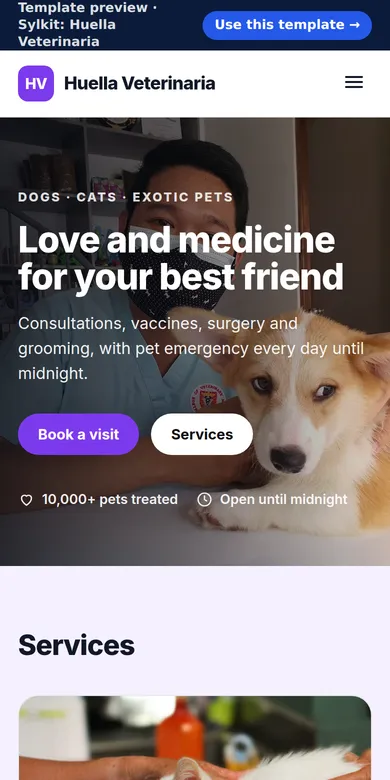 Template preview ·
Sylkit: Huella
Veterinaria
Use this template →
HV
Huella Veterinaria
DOGS · CATS · EXOTIC PETS
Love and medicine
for your best friend
Consultations, vaccines, surgery and
grooming, with pet emergency every day until
midnight.
Book a visit
Services
10,000+ pets treated
Open until midnight
Services